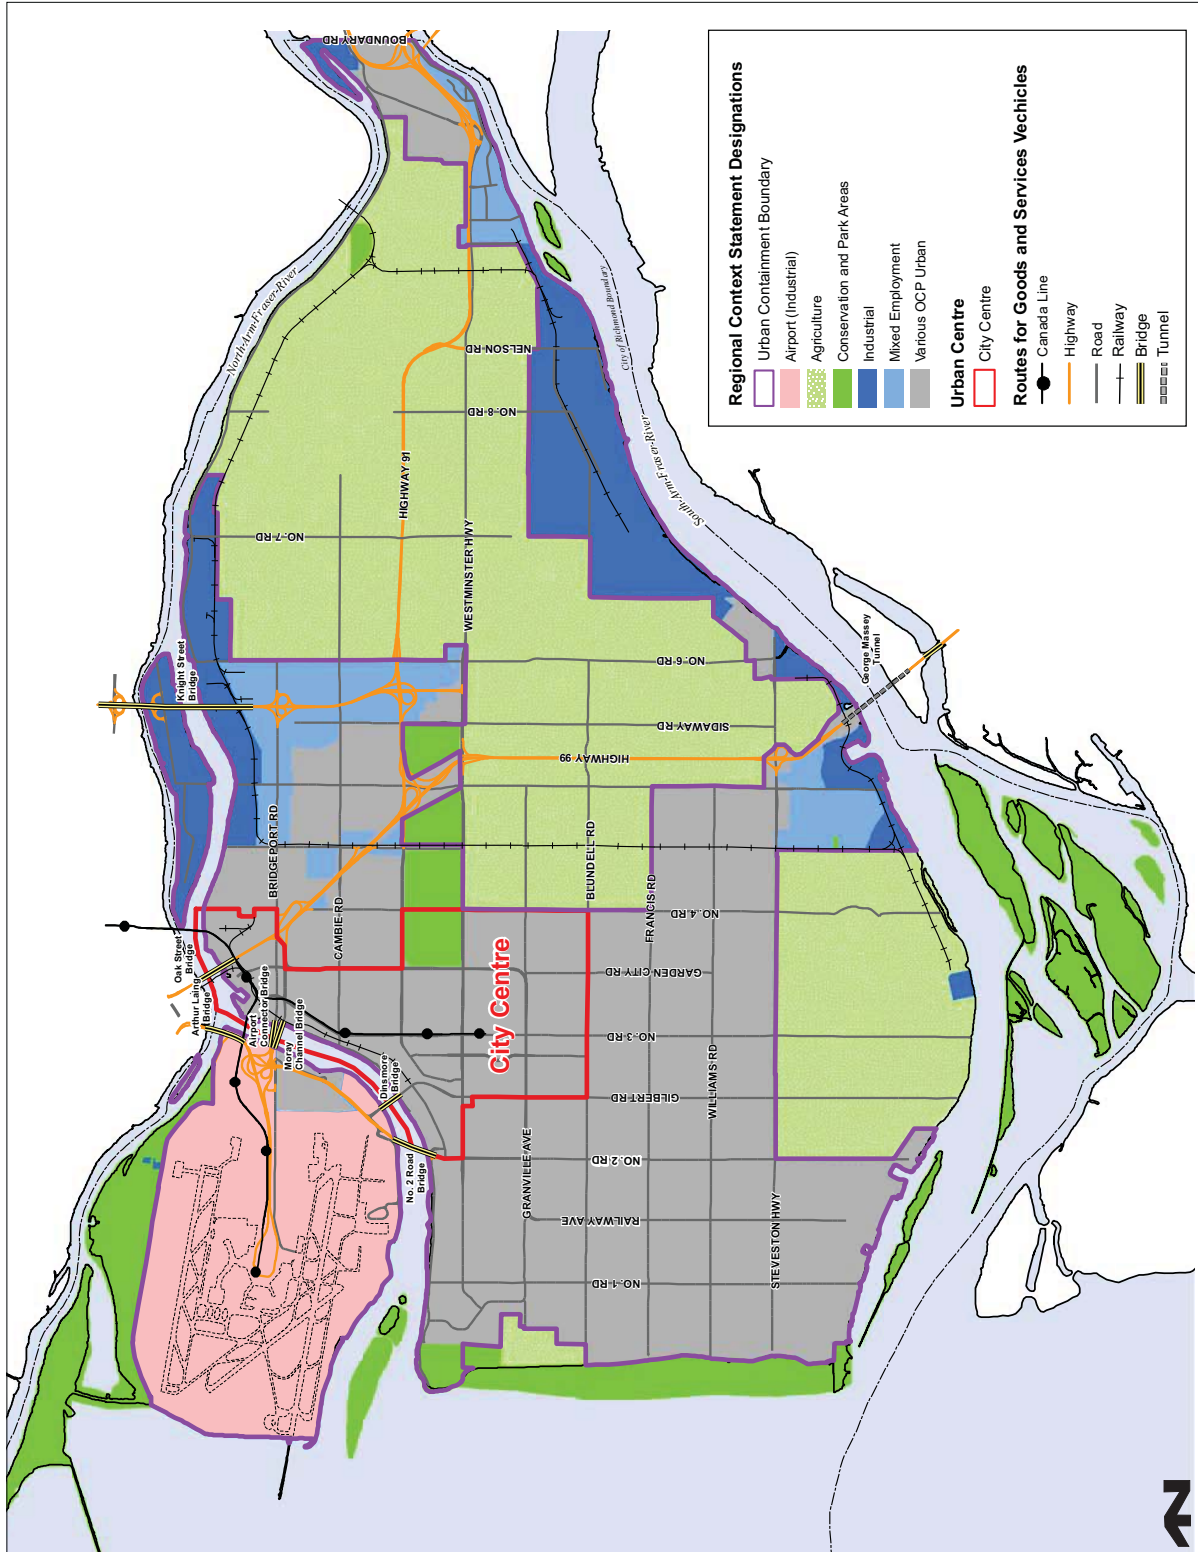 Regional Context Statement Designations
Urban Containment Boundary
Airport (Industrial)
Agriculture
Conservation and Park Areas
Industrial
Mixed Employment
Various OCP Urban
Urban Centre
City Centre
Routes for Goods and Services Vechicles
Canada Line
Highway
Road
Railway
Bridge
Tunnel
BOUNDARY RD
North-Arm-Fraser-River
City of Richmond Boundary
South-Arm-Fraser-River
NELSON RD
NO. 8 RD
HIGHWAY 91
NO. 7 RD
WESTMINSTER HWY
Knight Street
Bridge
NO. 6 RD
George Massey
Tunnel
SIDAWAY RD
HIGHWAY 99
BRIDGEPORT RD
BLUNDELL RD
CAMBIE RD
FRANCIS RD
NO. 4 RD
Oak Street
Bridge
Arthur Laing
Bridge
Airport
Connector Bridge
Moray
Channel Bridge
GARDEN CITY RD
City Centre
NO. 3 RD
Dinsmore
Bridge
WILLIAMS RD
GILBERT RD
No. 2 Road
Bridge
GRANVILLE AVE
NO. 2 RD
RAILWAY AVE
STEVESTON HWY
NO. 1 RD
N